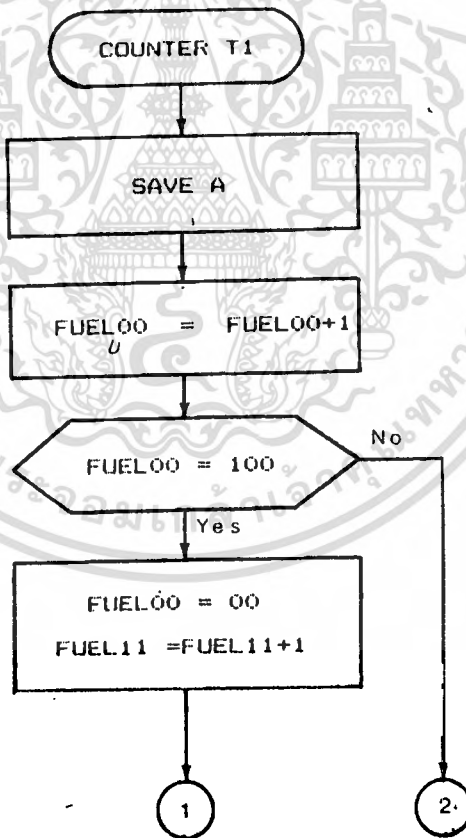 COUNTER T1
SAVE A
FUEL00 = FUEL00+1
FUEL00 = 100
No
Yes
FUEL00 = 00
FUEL11 =FUEL11+1
1
2